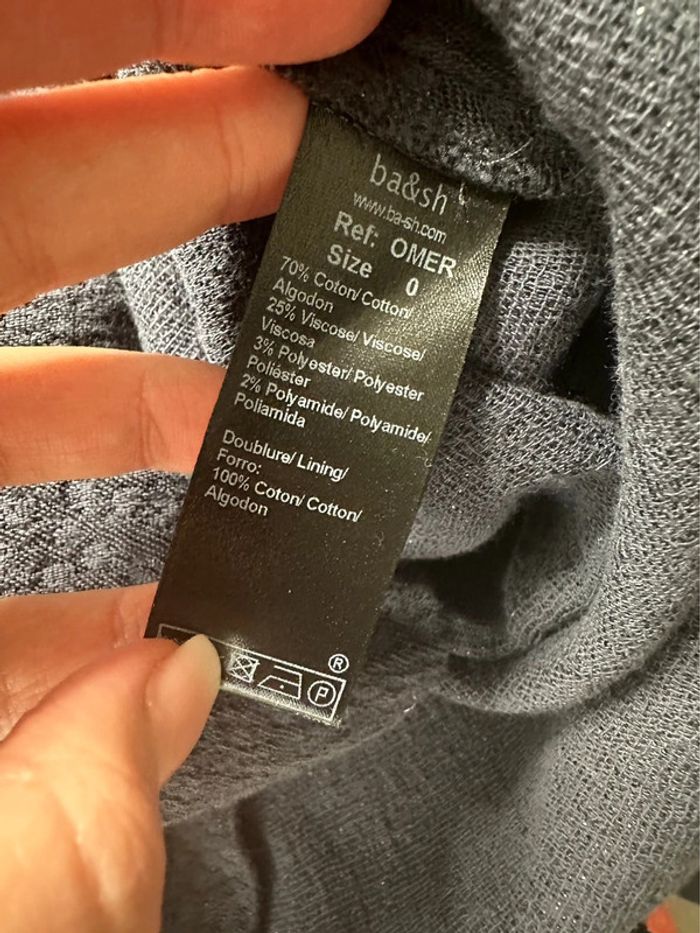 ba&sh
www.ba-sh.com
Ref: OMER
Size 0
70% Coton/Cotton/
Algodon
25% Viscose/Viscose/
Viscosa
3% Polyester/Polyester
Poliéster
2% Polyamide/Polyamide/
Poliamida
Doublure/Lining/
Forro:
100% Coton/Cotton/
Algodon
®
P